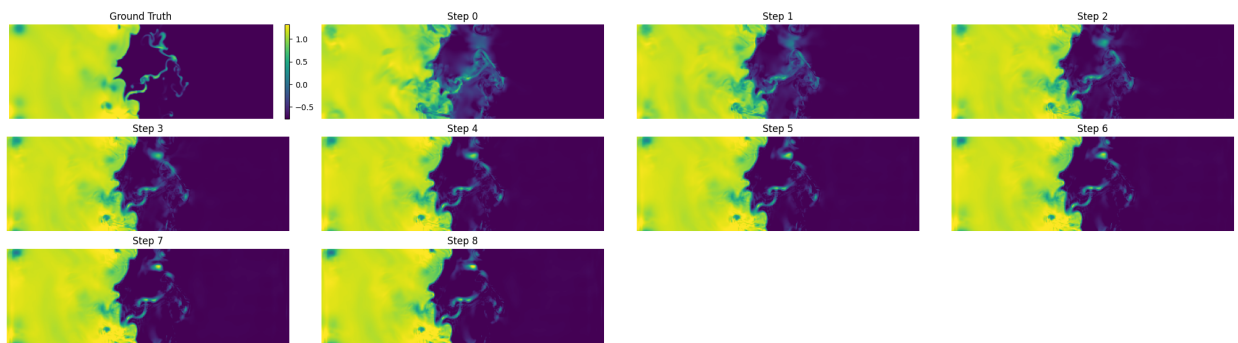 Ground Truth
Step 0
Step 1
Step 2
1.0
0.5
0.0
−0.5
Step 3
Step 4
Step 5
Step 6
Step 7
Step 8